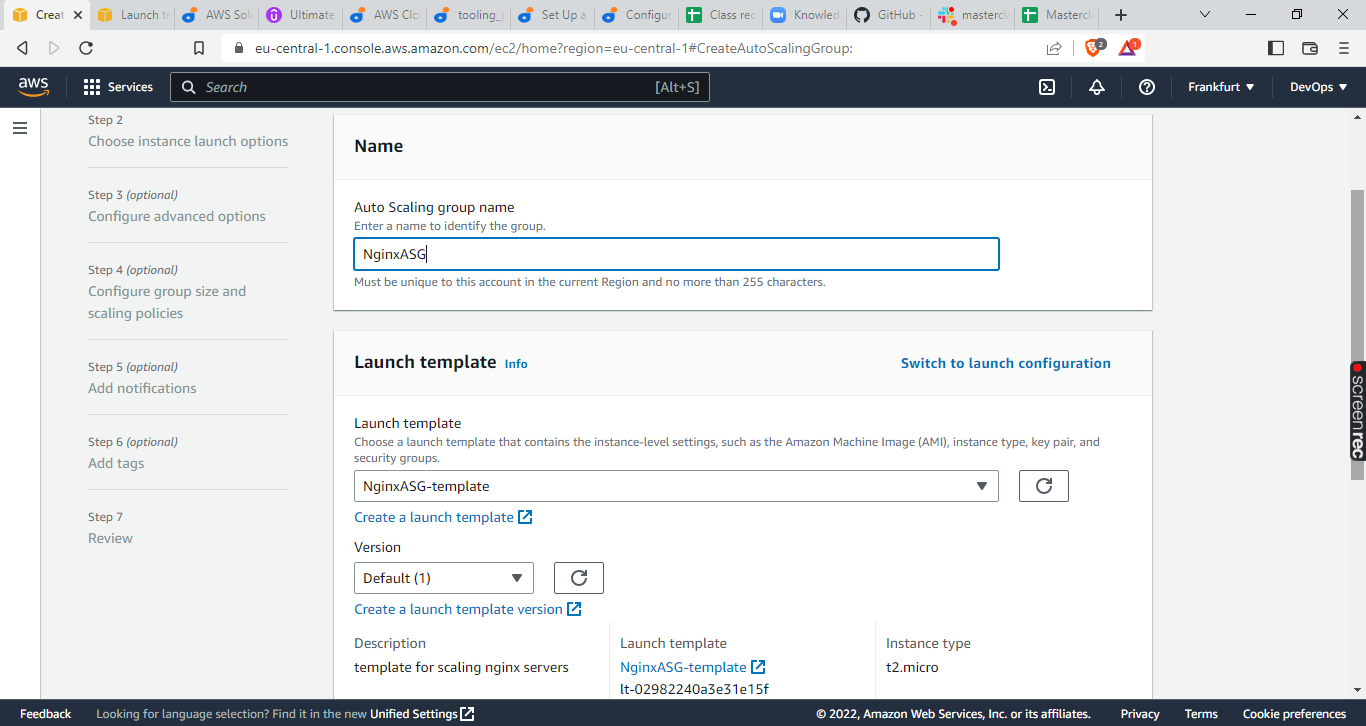 Creat
Launch te
AWS Solu
Ultimate
AWS Clo
tooling_p
Set Up a
Configur
Class rec
Knowled
GitHub -
mastercla
Mastercla
eu-central-1.console.aws.amazon.com/ec2/home?region=eu-central-1#CreateAutoScalingGroup:
2
1
aws
Services
Search
[Alt+S]
Frankfurt
DevOps
Step 2
Choose instance launch options
Step 3 (optional)
Configure advanced options
Step 4 (optional)
Configure group size and
scaling policies
Step 5 (optional)
Add notifications
Step 6 (optional)
Add tags
Step 7
Review
Name
Auto Scaling group name
Enter a name to identify the group.
NginxASG
Must be unique to this account in the current Region and no more than 255 characters.
Launch template Info
Switch to launch configuration
Launch template
Choose a launch template that contains the instance-level settings, such as the Amazon Machine Image (AMI), instance type, key pair, and
security groups.
NginxASG-template
Create a launch template
Version
Default (1)
Create a launch template version
Description
template for scaling nginx servers
Launch template
NginxASG-template
lt-02982240a3e31e15f
Instance type
t2.micro
screenrec
Feedback
Looking for language selection? Find it in the new Unified Settings
© 2022, Amazon Web Services, Inc. or its affiliates.
Privacy
Terms
Cookie preferences